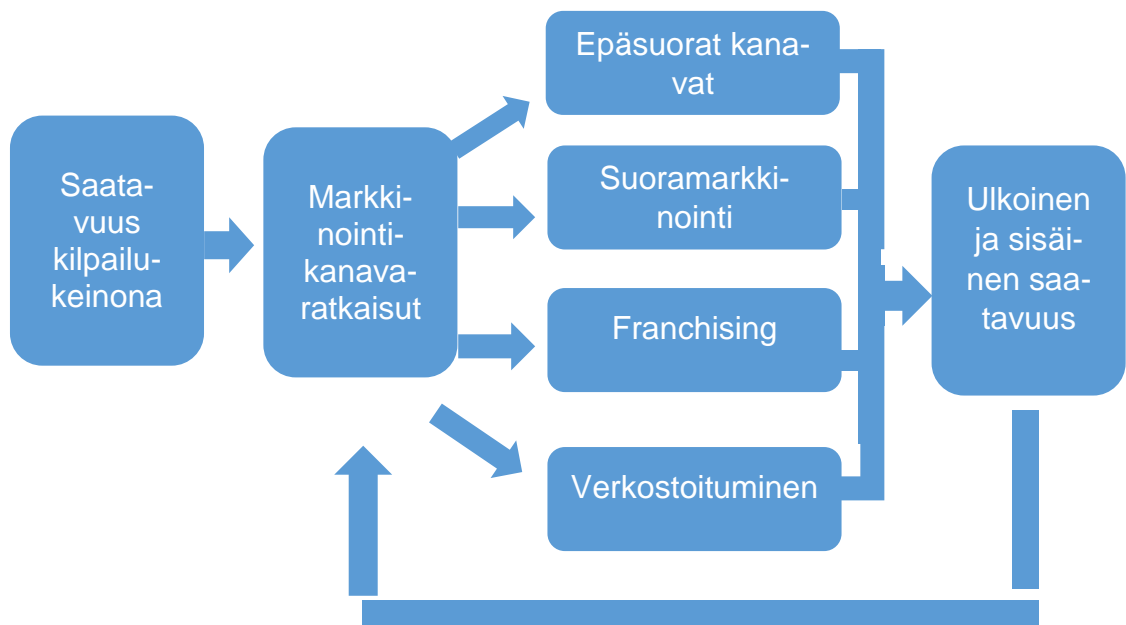 Saata-
vuus
kilpailu-
keinona
Markki-
nointi-
kanava-
ratkaisut
Epäsuorat kana-
vat
Suoramarkki-
nointi
Franchising
Verkostoituminen
Ulkoinen
ja sisäi-
nen saa-
tavuus